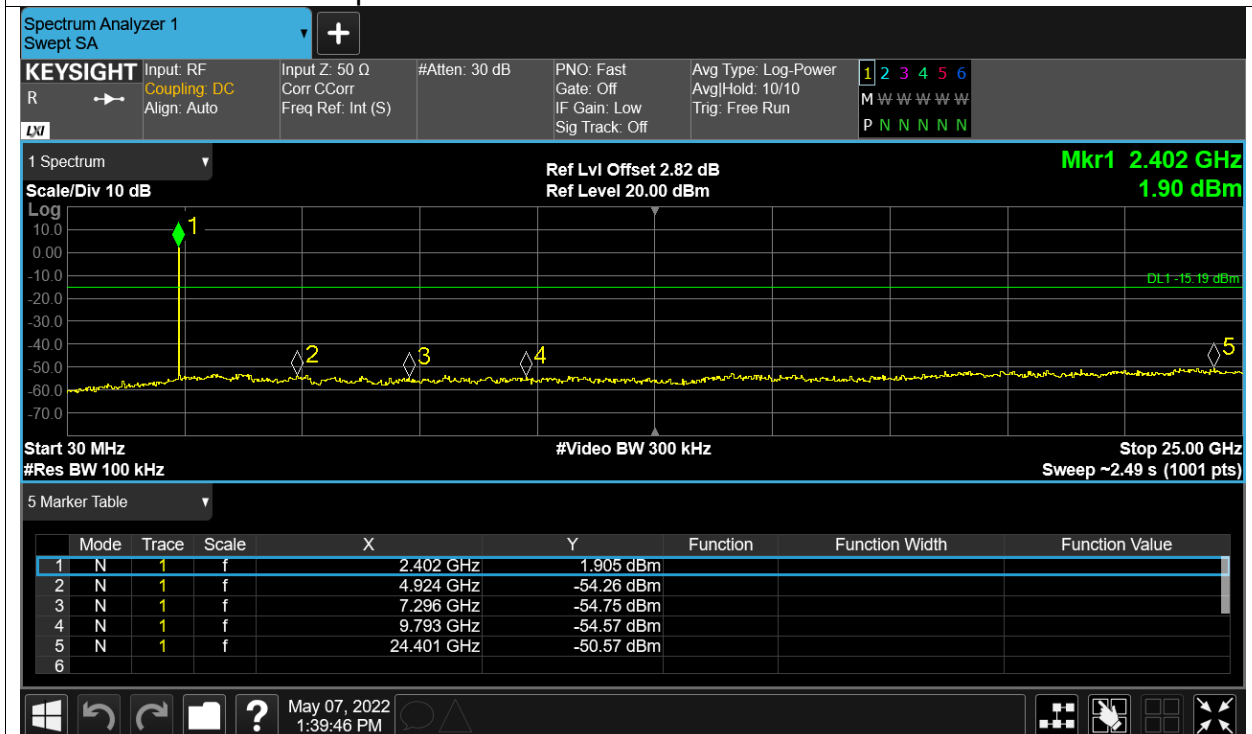 Spectrum Analyzer 1
Swept SA
+
KEYSIGHT Input: RF Input Z: 50 Ω #Atten: 30 dB PNO: Fast Avg Type: Log-Power 1 2 3 4 5 6
R Coupling: DC Corr CCorr Gate: Off Avg|Hold: 10/10 M W W W W W
Align: Auto Freq Ref: Int (S) IF Gain: Low Trig: Free Run
LXI Sig Track: Off P N N N N N
1 Spectrum Ref Lvl Offset 2.82 dB Mkr1 2.402 GHz
Scale/Div 10 dB Ref Level 20.00 dBm 1.90 dBm
Log
10.0 1
0.00
-10.0
DL1 -15.19 dBm
-20.0
-30.0
-40.0
2 3 4 5
-50.0
-60.0
-70.0
Start 30 MHz #Video BW 300 kHz Stop 25.00 GHz
#Res BW 100 kHz Sweep ~2.49 s (1001 pts)
5 Marker Table
Mode Trace Scale X Y Function Function Width Function Value
1 N 1 f 2.402 GHz 1.905 dBm
2 N 1 f 4.924 GHz -54.26 dBm
3 N 1 f 7.296 GHz -54.75 dBm
4 N 1 f 9.793 GHz -54.57 dBm
5 N 1 f 24.401 GHz -50.57 dBm
6
? May 07, 2022
1:39:46 PM